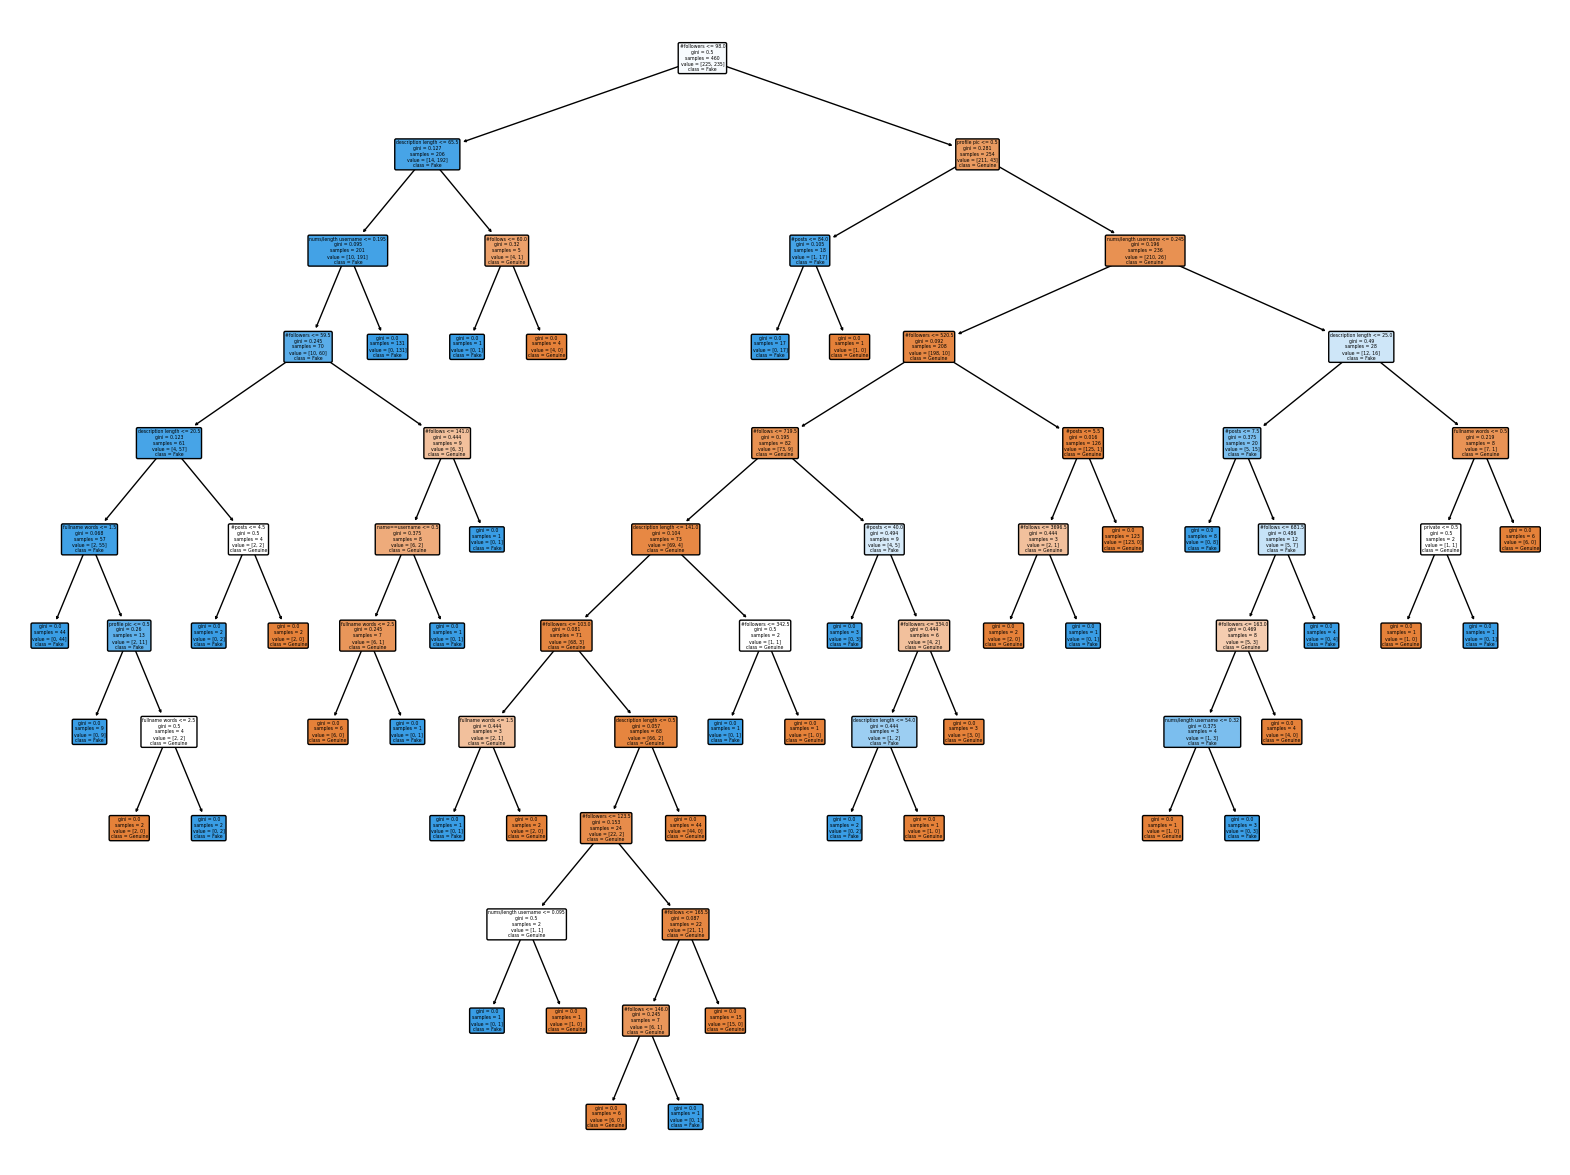 #followers <= 98.0
gini = 0.5
samples = 460
value = [225, 235]
class = Fake
description length <= 65.5
gini = 0.127
samples = 206
value = [14, 192]
class = Fake
profile pic <= 0.5
gini = 0.281
samples = 254
value = [211, 43]
class = Genuine
nums/length username <= 0.195
gini = 0.095
samples = 201
value = [10, 191]
class = Fake
#follows <= 60.0
gini = 0.32
samples = 5
value = [4, 1]
class = Genuine
#posts <= 84.0
gini = 0.105
samples = 18
value = [1, 17]
class = Fake
nums/length username <= 0.245
gini = 0.196
samples = 236
value = [210, 26]
class = Genuine
#followers <= 59.5
gini = 0.245
samples = 70
value = [10, 60]
class = Fake
gini = 0.0
samples = 131
value = [0, 131]
class = Fake
gini = 0.0
samples = 1
value = [0, 1]
class = Fake
gini = 0.0
samples = 4
value = [4, 0]
class = Genuine
gini = 0.0
samples = 17
value = [0, 17]
class = Fake
gini = 0.0
samples = 1
value = [1, 0]
class = Genuine
#followers <= 520.5
gini = 0.092
samples = 208
value = [198, 10]
class = Genuine
description length <= 25.0
gini = 0.49
samples = 28
value = [12, 16]
class = Fake
description length <= 20.5
gini = 0.123
samples = 61
value = [4, 57]
class = Fake
#follows <= 141.0
gini = 0.444
samples = 9
value = [6, 3]
class = Genuine
#follows <= 719.5
gini = 0.195
samples = 82
value = [73, 9]
class = Genuine
#posts <= 5.5
gini = 0.016
samples = 126
value = [125, 1]
class = Genuine
#posts <= 7.5
gini = 0.375
samples = 20
value = [5, 15]
class = Fake
fullname words <= 0.5
gini = 0.219
samples = 8
value = [7, 1]
class = Genuine
fullname words <= 1.5
gini = 0.068
samples = 57
value = [2, 55]
class = Fake
#posts <= 4.5
gini = 0.5
samples = 4
value = [2, 2]
class = Genuine
name==username <= 0.5
gini = 0.375
samples = 8
value = [6, 2]
class = Genuine
gini = 0.0
samples = 1
value = [0, 1]
class = Fake
description length <= 141.0
gini = 0.104
samples = 73
value = [69, 4]
class = Genuine
#posts <= 40.0
gini = 0.494
samples = 9
value = [4, 5]
class = Fake
#follows <= 3696.5
gini = 0.444
samples = 3
value = [2, 1]
class = Genuine
gini = 0.0
samples = 123
value = [123, 0]
class = Genuine
gini = 0.0
samples = 8
value = [0, 8]
class = Fake
#follows <= 681.5
gini = 0.486
samples = 12
value = [5, 7]
class = Fake
private <= 0.5
gini = 0.5
samples = 2
value = [1, 1]
class = Genuine
gini = 0.0
samples = 6
value = [6, 0]
class = Genuine
gini = 0.0
samples = 44
value = [0, 44]
class = Fake
profile pic <= 0.5
gini = 0.26
samples = 13
value = [2, 11]
class = Fake
gini = 0.0
samples = 2
value = [0, 2]
class = Fake
gini = 0.0
samples = 2
value = [2, 0]
class = Genuine
fullname words <= 2.5
gini = 0.245
samples = 7
value = [6, 1]
class = Genuine
gini = 0.0
samples = 1
value = [0, 1]
class = Fake
#followers <= 103.0
gini = 0.081
samples = 71
value = [68, 3]
class = Genuine
#followers <= 342.5
gini = 0.5
samples = 2
value = [1, 1]
class = Genuine
gini = 0.0
samples = 3
value = [0, 3]
class = Fake
#followers <= 334.0
gini = 0.444
samples = 6
value = [4, 2]
class = Genuine
gini = 0.0
samples = 2
value = [2, 0]
class = Genuine
gini = 0.0
samples = 1
value = [0, 1]
class = Fake
#followers <= 163.0
gini = 0.469
samples = 8
value = [5, 3]
class = Genuine
gini = 0.0
samples = 4
value = [0, 4]
class = Fake
gini = 0.0
samples = 1
value = [1, 0]
class = Genuine
gini = 0.0
samples = 1
value = [0, 1]
class = Fake
gini = 0.0
samples = 9
value = [0, 9]
class = Fake
fullname words <= 2.5
gini = 0.5
samples = 4
value = [2, 2]
class = Genuine
gini = 0.0
samples = 6
value = [6, 0]
class = Genuine
gini = 0.0
samples = 1
value = [0, 1]
class = Fake
fullname words <= 1.5
gini = 0.444
samples = 3
value = [2, 1]
class = Genuine
description length <= 0.5
gini = 0.057
samples = 68
value = [66, 2]
class = Genuine
gini = 0.0
samples = 1
value = [0, 1]
class = Fake
gini = 0.0
samples = 1
value = [1, 0]
class = Genuine
description length <= 54.0
gini = 0.444
samples = 3
value = [1, 2]
class = Fake
gini = 0.0
samples = 3
value = [3, 0]
class = Genuine
nums/length username <= 0.32
gini = 0.375
samples = 4
value = [1, 3]
class = Fake
gini = 0.0
samples = 4
value = [4, 0]
class = Genuine
gini = 0.0
samples = 2
value = [2, 0]
class = Genuine
gini = 0.0
samples = 2
value = [0, 2]
class = Fake
gini = 0.0
samples = 1
value = [0, 1]
class = Fake
gini = 0.0
samples = 2
value = [2, 0]
class = Genuine
#followers <= 123.5
gini = 0.153
samples = 24
value = [22, 2]
class = Genuine
gini = 0.0
samples = 44
value = [44, 0]
class = Genuine
gini = 0.0
samples = 2
value = [0, 2]
class = Fake
gini = 0.0
samples = 1
value = [1, 0]
class = Genuine
gini = 0.0
samples = 1
value = [1, 0]
class = Genuine
gini = 0.0
samples = 3
value = [0, 3]
class = Fake
nums/length username <= 0.095
gini = 0.5
samples = 2
value = [1, 1]
class = Genuine
#follows <= 165.5
gini = 0.087
samples = 22
value = [21, 1]
class = Genuine
gini = 0.0
samples = 1
value = [0, 1]
class = Fake
gini = 0.0
samples = 1
value = [1, 0]
class = Genuine
#follows <= 146.0
gini = 0.245
samples = 7
value = [6, 1]
class = Genuine
gini = 0.0
samples = 15
value = [15, 0]
class = Genuine
gini = 0.0
samples = 6
value = [6, 0]
class = Genuine
gini = 0.0
samples = 1
value = [0, 1]
class = Fake